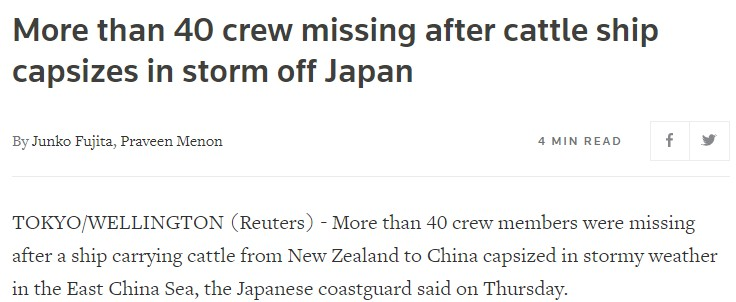 More than 40 crew missing after cattle ship
capsizes in storm off Japan
By Junko Fujita, Praveen Menon
4 MIN READ
TOKYO/WELLINGTON (Reuters) - More than 40 crew members were missing
after a ship carrying cattle from New Zealand to China capsized in stormy weather
in the East China Sea, the Japanese coastguard said on Thursday.